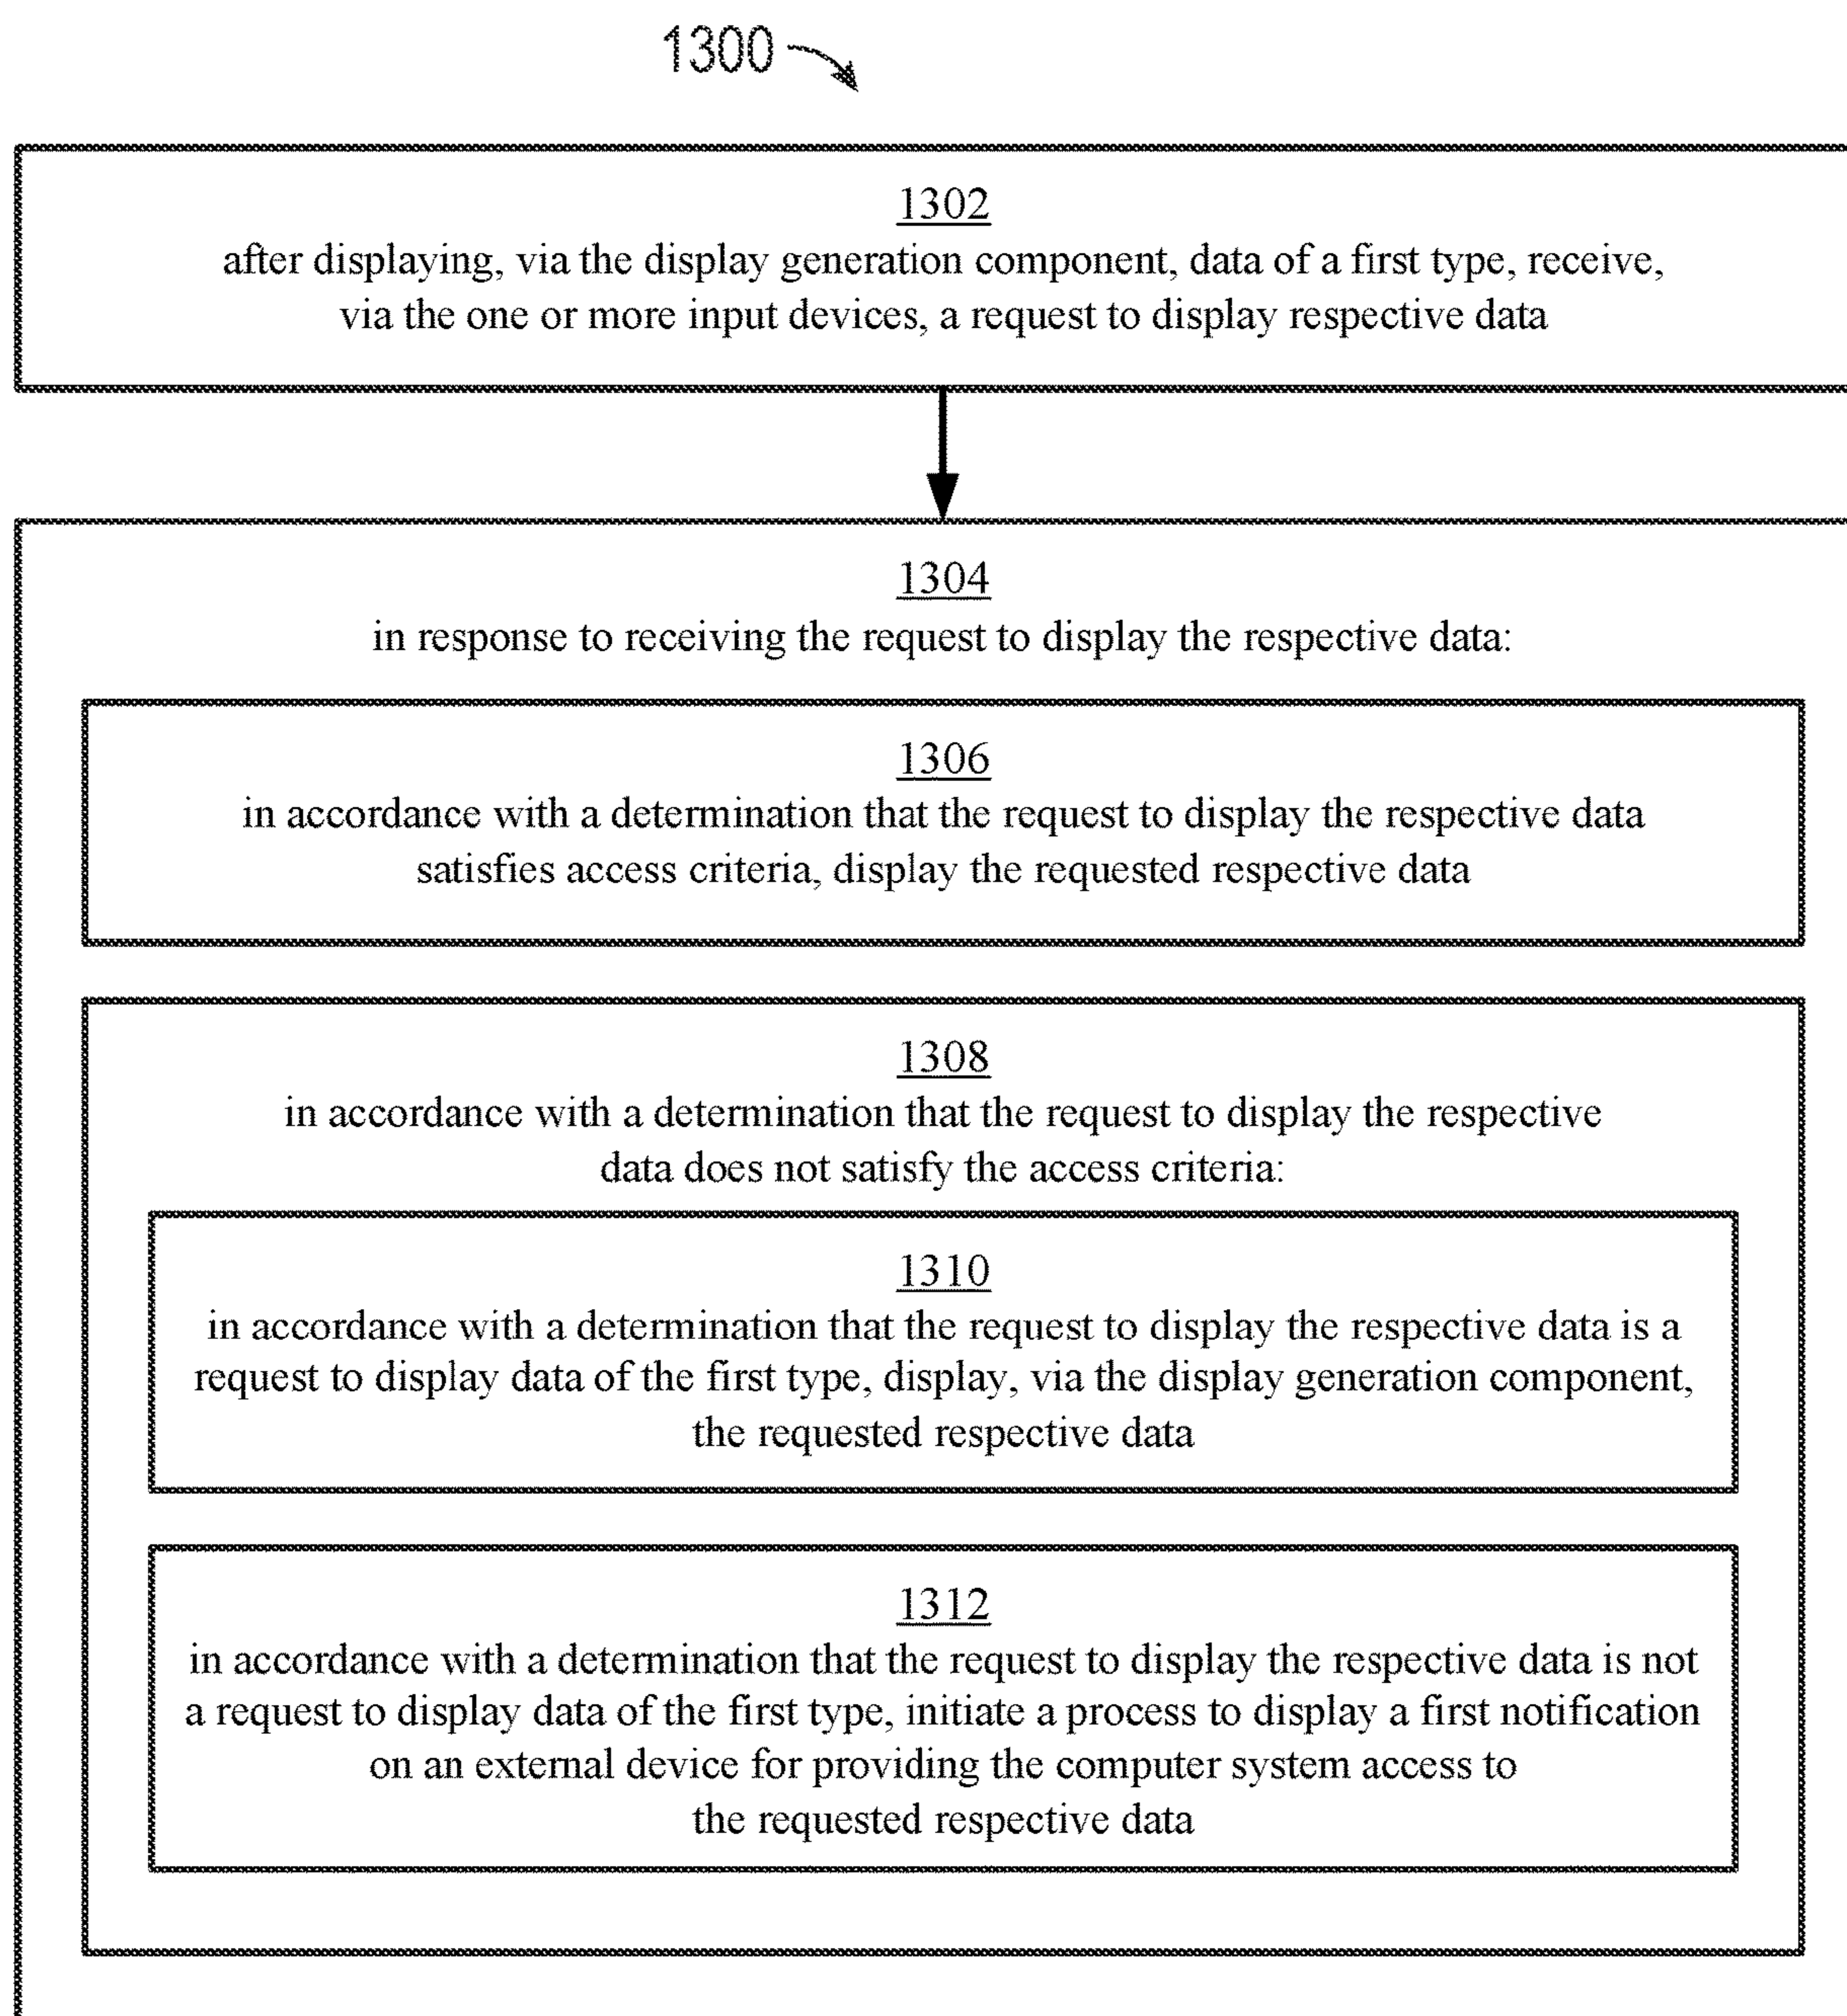 1300
1302
after displaying, via the display generation component, data of a first type, receive,
via the one or more input devices, a request to display respective data
1304
in response to receiving the request to display the respective data:
1306
in accordance with a determination that the request to display the respective data
satisfies access criteria, display the requested respective data
1308
in accordance with a determination that the request to display the respective
data does not satisfy the access criteria:
1310
in accordance with a determination that the request to display the respective data is a
request to display data of the first type, display, via the display generation component,
the requested respective data
1312
in accordance with a determination that the request to display the respective data is not
a request to display data of the first type, initiate a process to display a first notification
on an external device for providing the computer system access to
the requested respective data